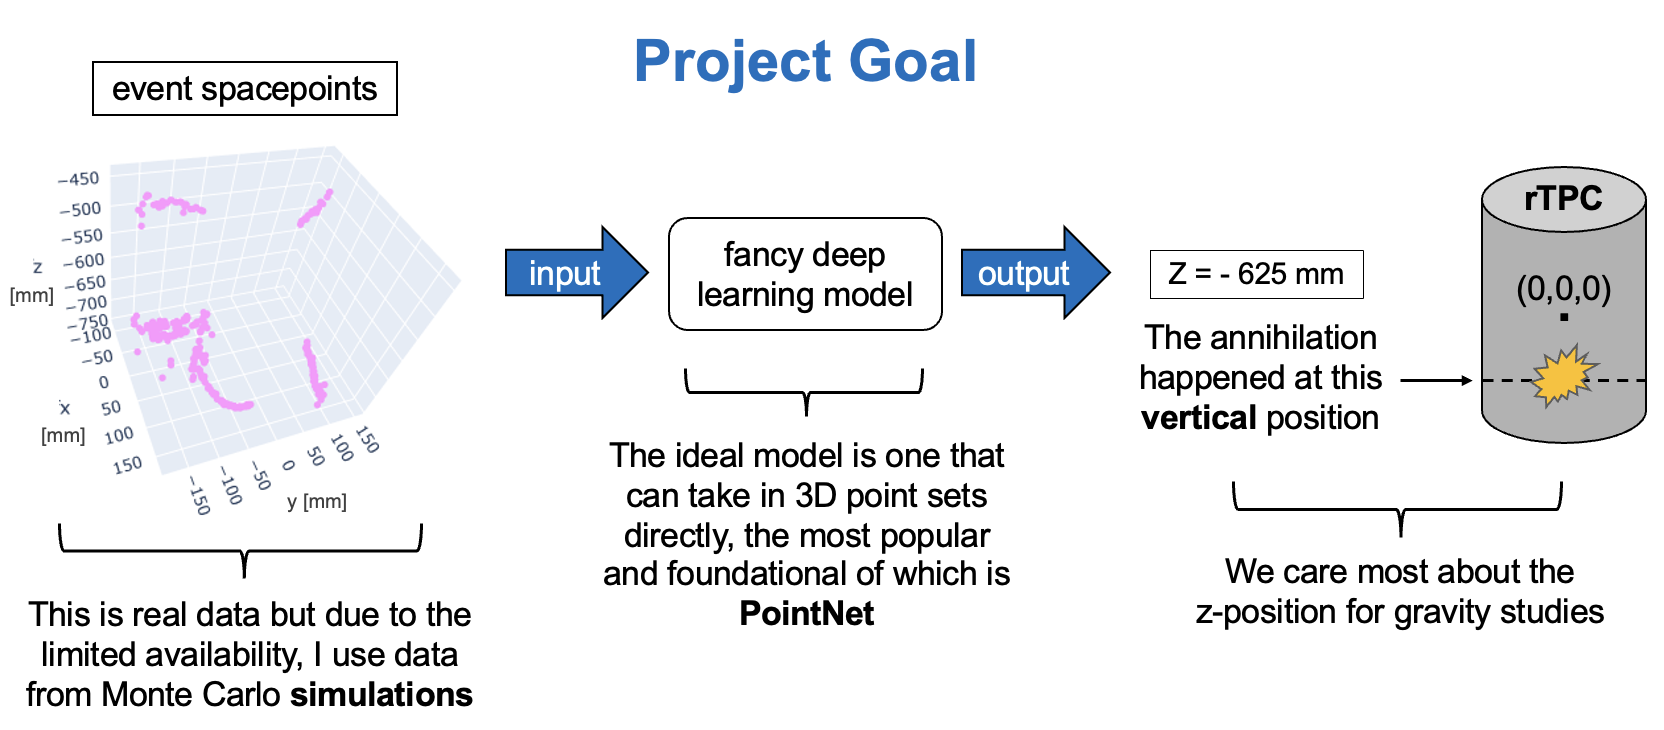 Project Goal
event spacepoints
−450
−500
−550
−600
−650
−700
−750
z
[mm]
−100
−50
0
50
100
150
x
[mm]
−150
−100
−50
0
50
100
150
y [mm]
This is real data but due to the
limited availability, I use data
from Monte Carlo simulations
input
fancy deep
learning model
The ideal model is one that
can take in 3D point sets
directly, the most popular
and foundational of which is
PointNet
output
Z = - 625 mm
The annihilation
happened at this
vertical position
rTPC
(0,0,0)
We care most about the
z-position for gravity studies